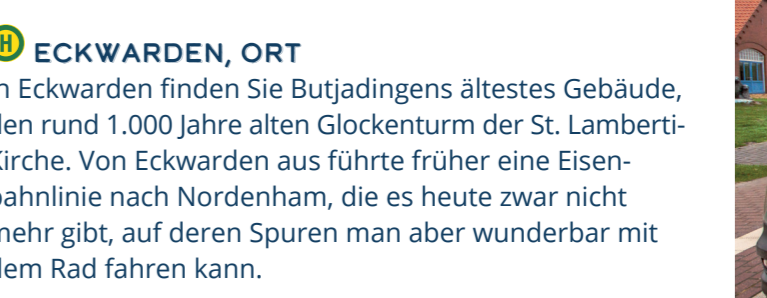 H ECKWARDEN, ORT
n Eckwarden finden Sie Butjadingens ältestes Gebäude,
den rund 1.000 Jahre alten Glockenturm der St. Lamberti-
Kirche. Von Eckwarden aus führte früher eine Eisen-
bahnlinie nach Nordenham, die es heute zwar nicht
mehr gibt, auf deren Spuren man aber wunderbar mit
dem Rad fahren kann.